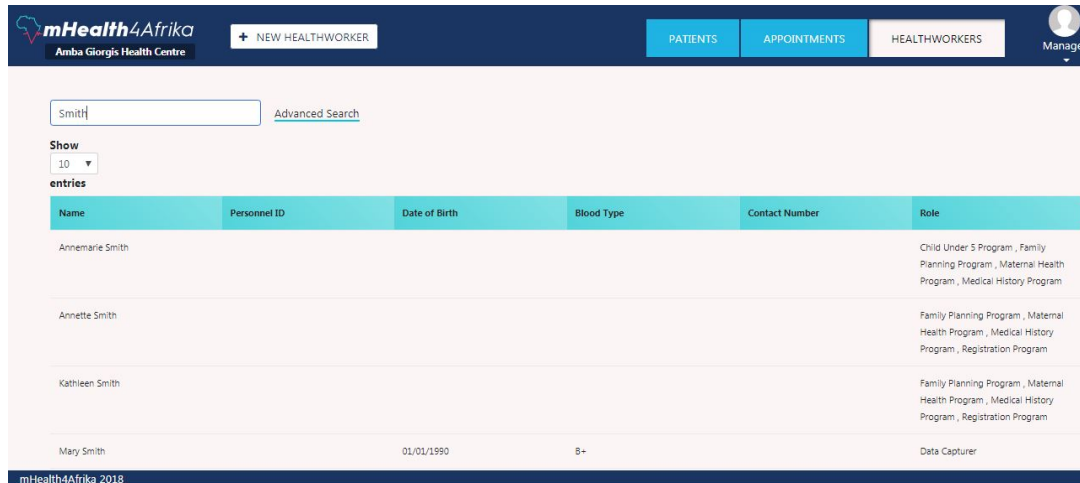 mHealth4Afrika
Amba Giorgis Health Centre
+ NEW HEALTHWORKER
PATIENTS
APPOINTMENTS
HEALTHWORKERS
Manage
Smith
Advanced Search
Show
10
entries
Name Personnel ID Date of Birth Blood Type Contact Number Role
Annemarie Smith Child Under 5 Program , Family
Planning Program , Maternal Health
Program , Medical History Program
Annette Smith Family Planning Program , Maternal
Health Program , Medical History
Program , Registration Program
Kathleen Smith Family Planning Program , Maternal
Health Program , Medical History
Program , Registration Program
Mary Smith 01/01/1990 B+ Data Capturer
mHealth4Afrika 2018